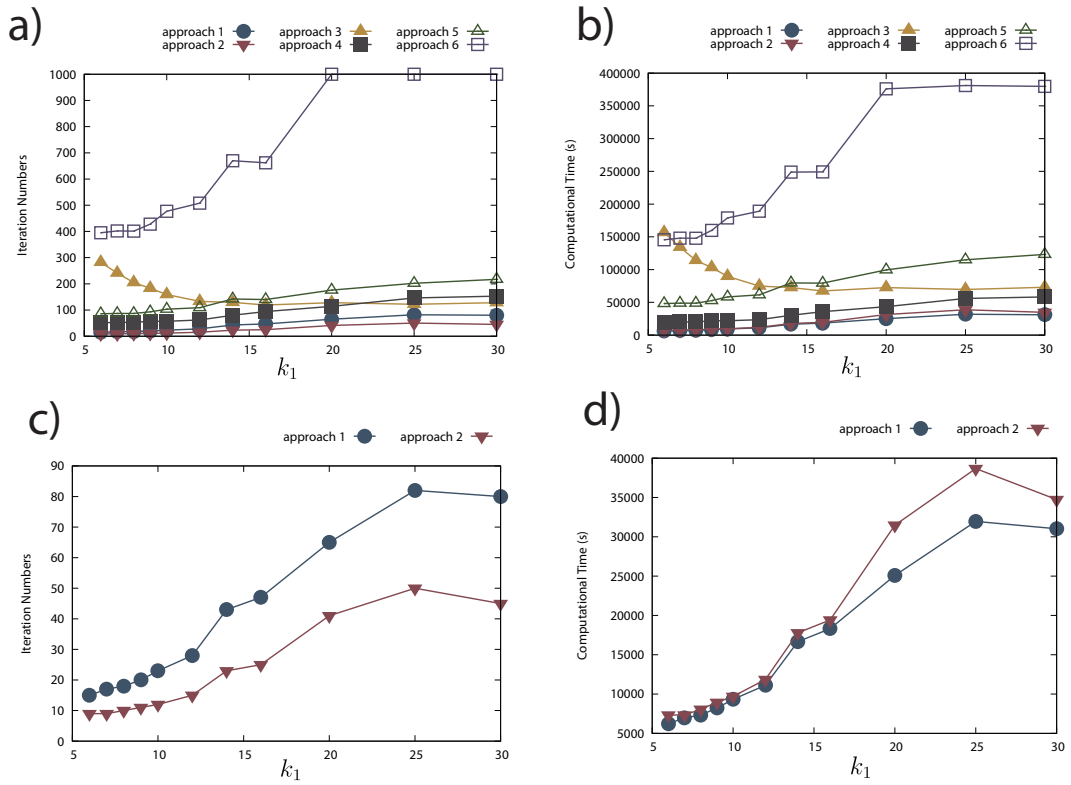 a)
approach 1 approach 3 approach 5
approach 2 approach 4 approach 6
1000
900
800
700
600
500
400
300
200
100
0
5 10 15 20 25 30
Iteration Numbers
k1
b)
approach 1 approach 3 approach 5
approach 2 approach 4 approach 6
400000
350000
300000
250000
200000
150000
100000
50000
0
5 10 15 20 25 30
Computational Time (s)
k1
c)
approach 1 approach 2
90
80
70
60
50
40
30
20
10
0
5 10 15 20 25 30
Iteration Numbers
k1
d)
approach 1 approach 2
40000
35000
30000
25000
20000
15000
10000
5000
5 10 15 20 25 30
Computational Time (s)
k1